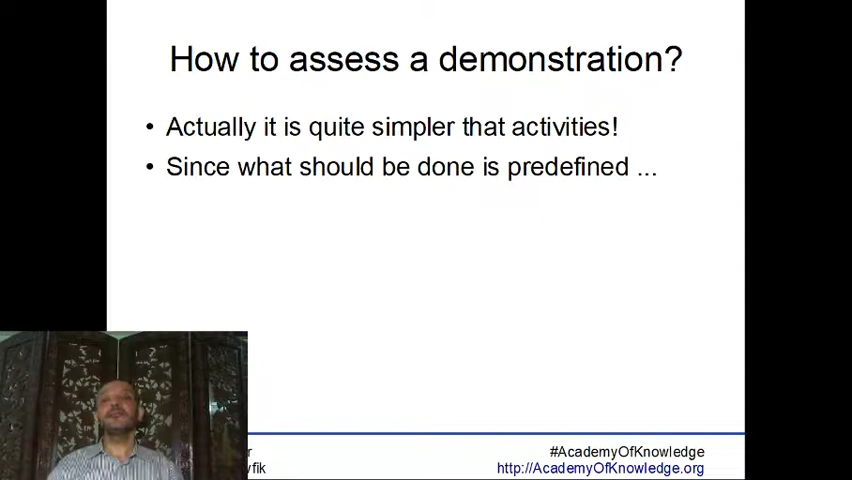 How to assess a demonstration?
• Actually it is quite simpler that activities!
• Since what should be done is predefined ...
#AcademyOfKnowledge
http://AcademyOfKnowledge.org